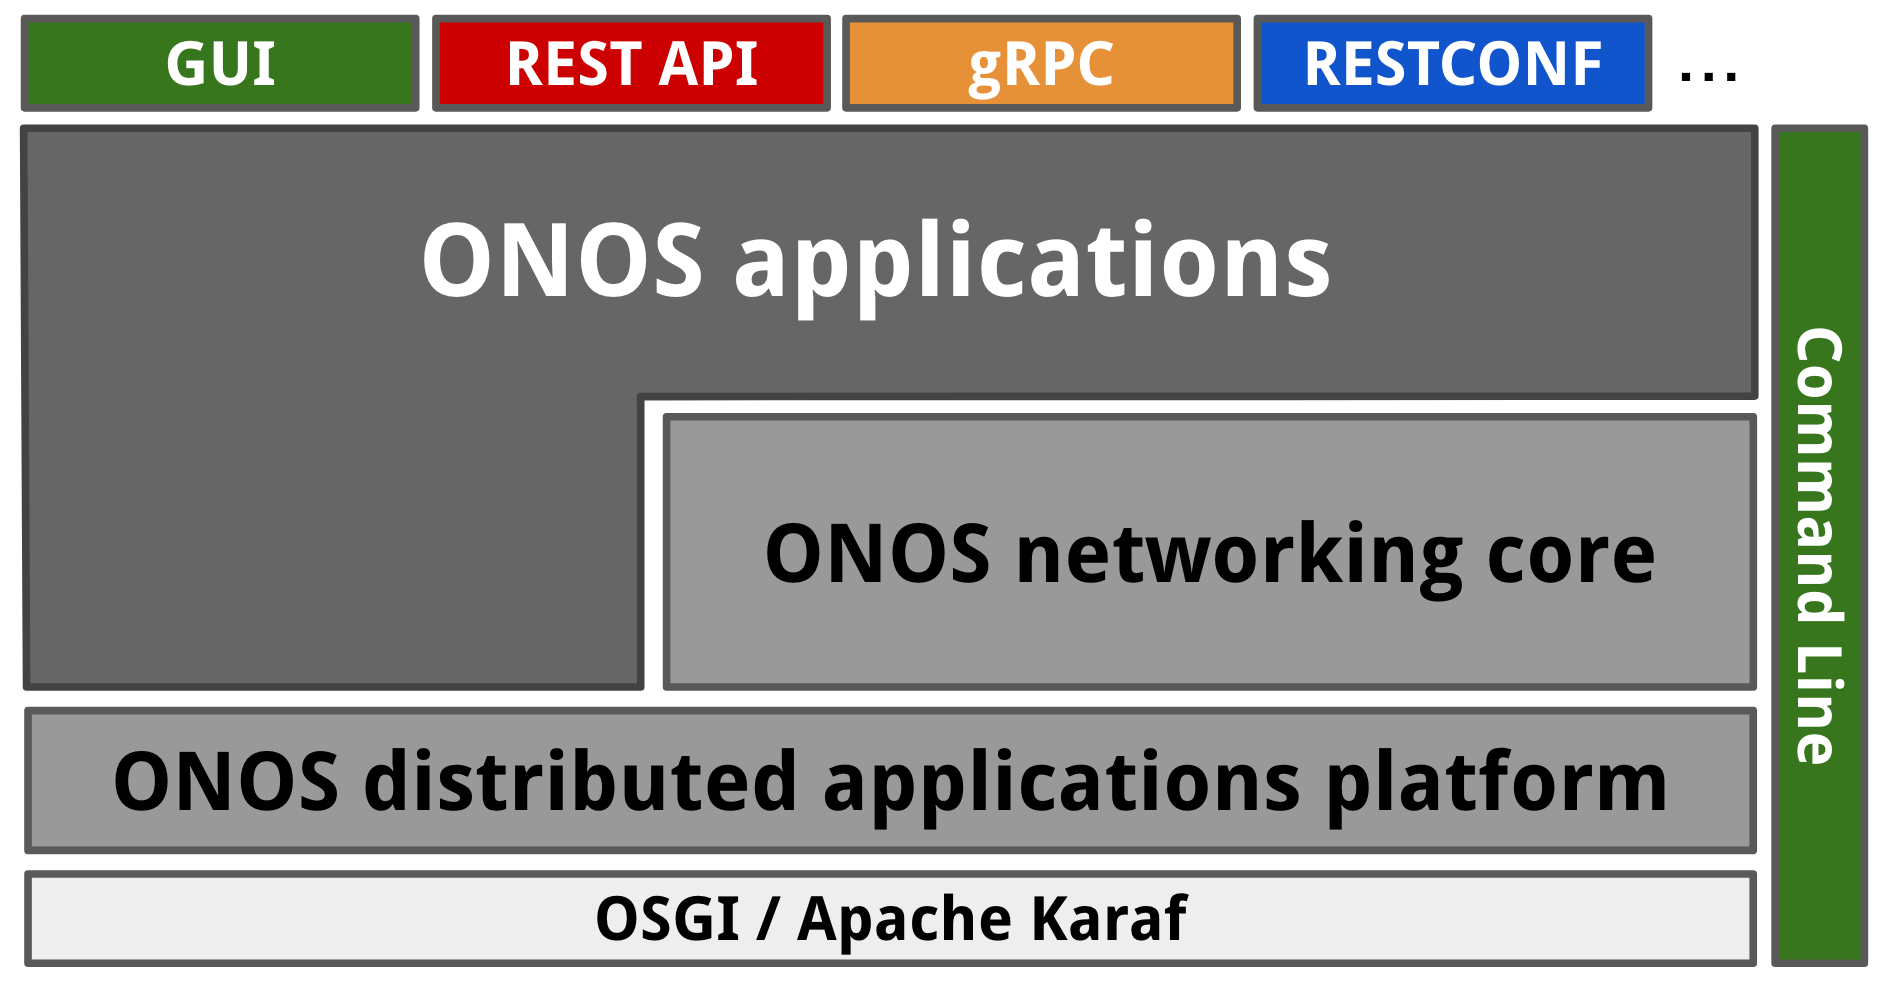 GUI
REST API
gRPC
RESTCONF
...
ONOS applications
ONOS networking core
ONOS distributed applications platform
OSGI / Apache Karaf
Command Line